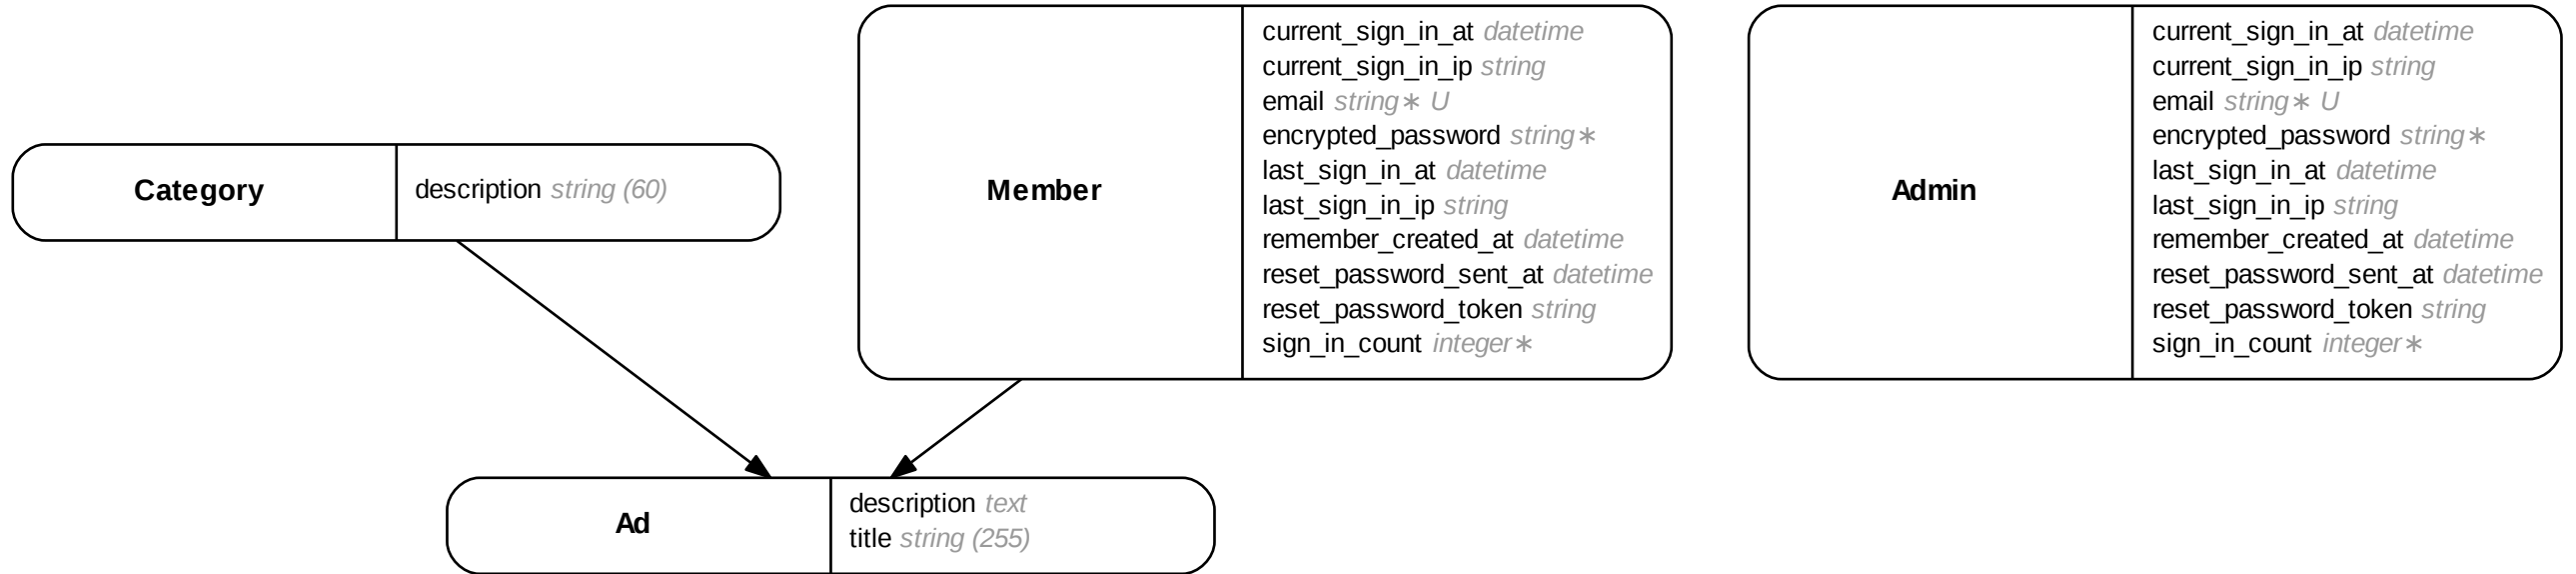 Category
description string (60)
Member
current_sign_in_at datetime
current_sign_in_ip string
email string∗ U
encrypted_password string∗
last_sign_in_at datetime
last_sign_in_ip string
remember_created_at datetime
reset_password_sent_at datetime
reset_password_token string
sign_in_count integer∗
Admin
current_sign_in_at datetime
current_sign_in_ip string
email string∗ U
encrypted_password string∗
last_sign_in_at datetime
last_sign_in_ip string
remember_created_at datetime
reset_password_sent_at datetime
reset_password_token string
sign_in_count integer∗
Ad
description text
title string (255)